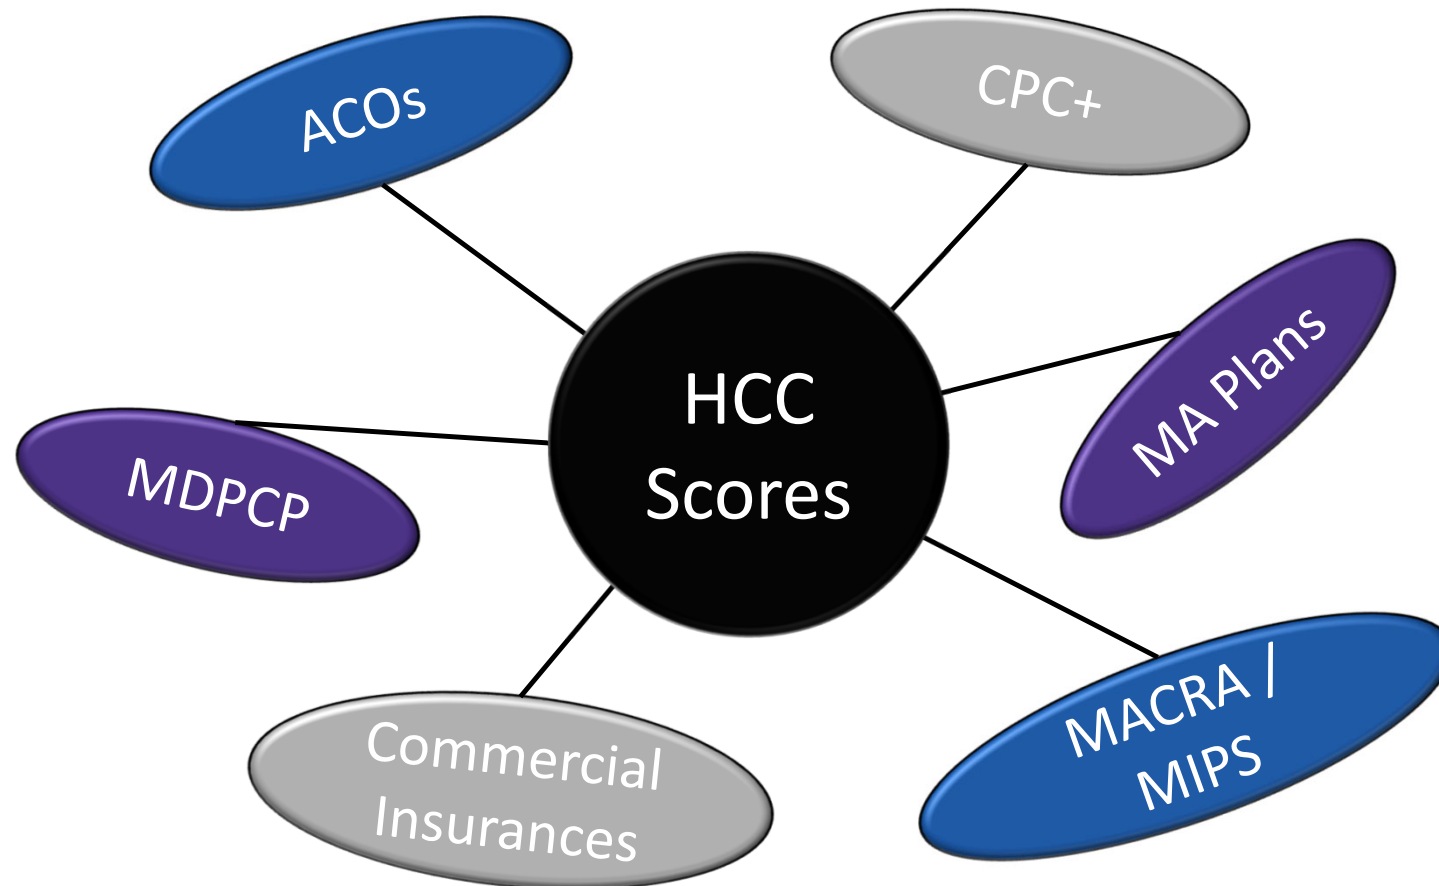 ACOs
CPC+
HCC
Scores
MA Plans
MDPCP
Commercial
Insurances
MACRA /
MIPS